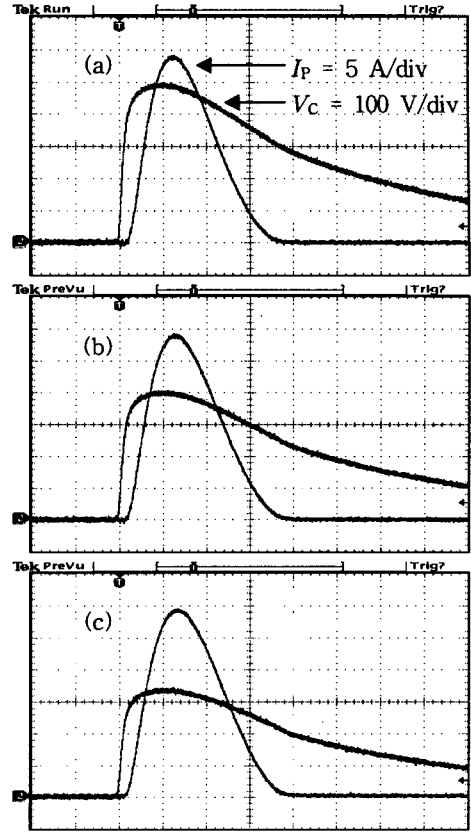 Tek Run Trig?
(a)
I_P = 5 A/div
V_C = 100 V/div
Tek PreVu Trig?
(b)
Tek PreVu Trig?
(c)